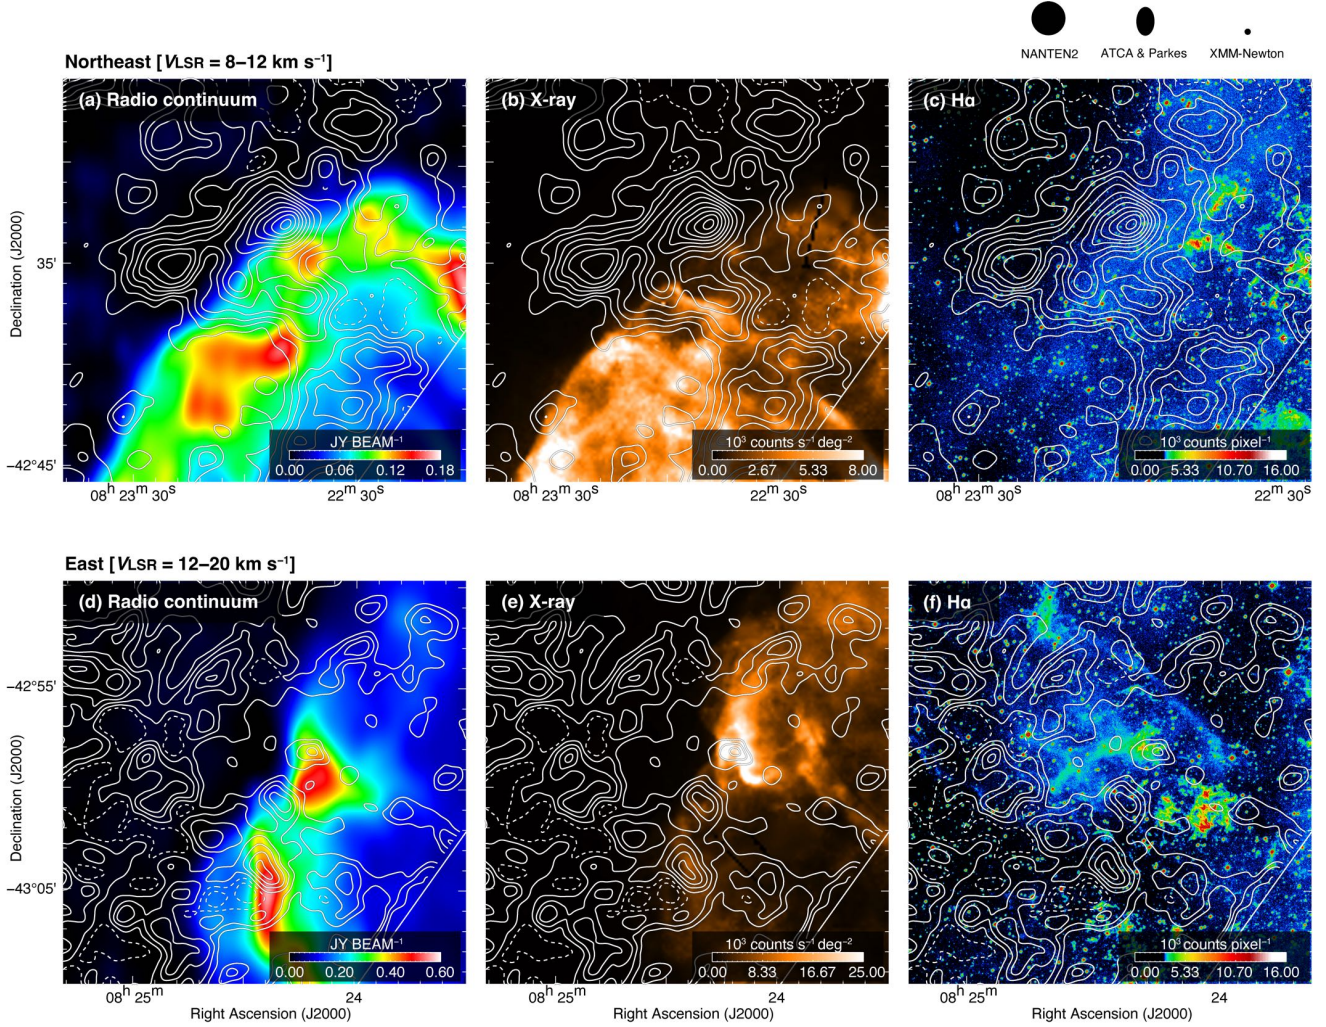 NANTEN2 ATCA & Parkes XMM-Newton
Northeast [VLSR = 8–12 km s⁻¹]
(a) Radio continuum (b) X-ray (c) Hα
Declination (J2000)
35'
−42°45'
JY BEAM⁻¹
0.00 0.06 0.12 0.18
10³ counts s⁻¹ deg⁻²
0.00 2.67 5.33 8.00
10³ counts pixel⁻¹
0.00 5.33 10.70 16.00
08ʰ 23ᵐ 30ˢ 22ᵐ 30ˢ 08ʰ 23ᵐ 30ˢ 22ᵐ 30ˢ 08ʰ 23ᵐ 30ˢ 22ᵐ 30ˢ
East [VLSR = 12–20 km s⁻¹]
(d) Radio continuum (e) X-ray (f) Hα
Declination (J2000)
−42°55'
−43°05'
JY BEAM⁻¹
0.00 0.20 0.40 0.60
10³ counts s⁻¹ deg⁻²
0.00 8.33 16.67 25.00
10³ counts pixel⁻¹
0.00 5.33 10.70 16.00
08ʰ 25ᵐ 24 08ʰ 25ᵐ 24 08ʰ 25ᵐ 24
Right Ascension (J2000) Right Ascension (J2000) Right Ascension (J2000)